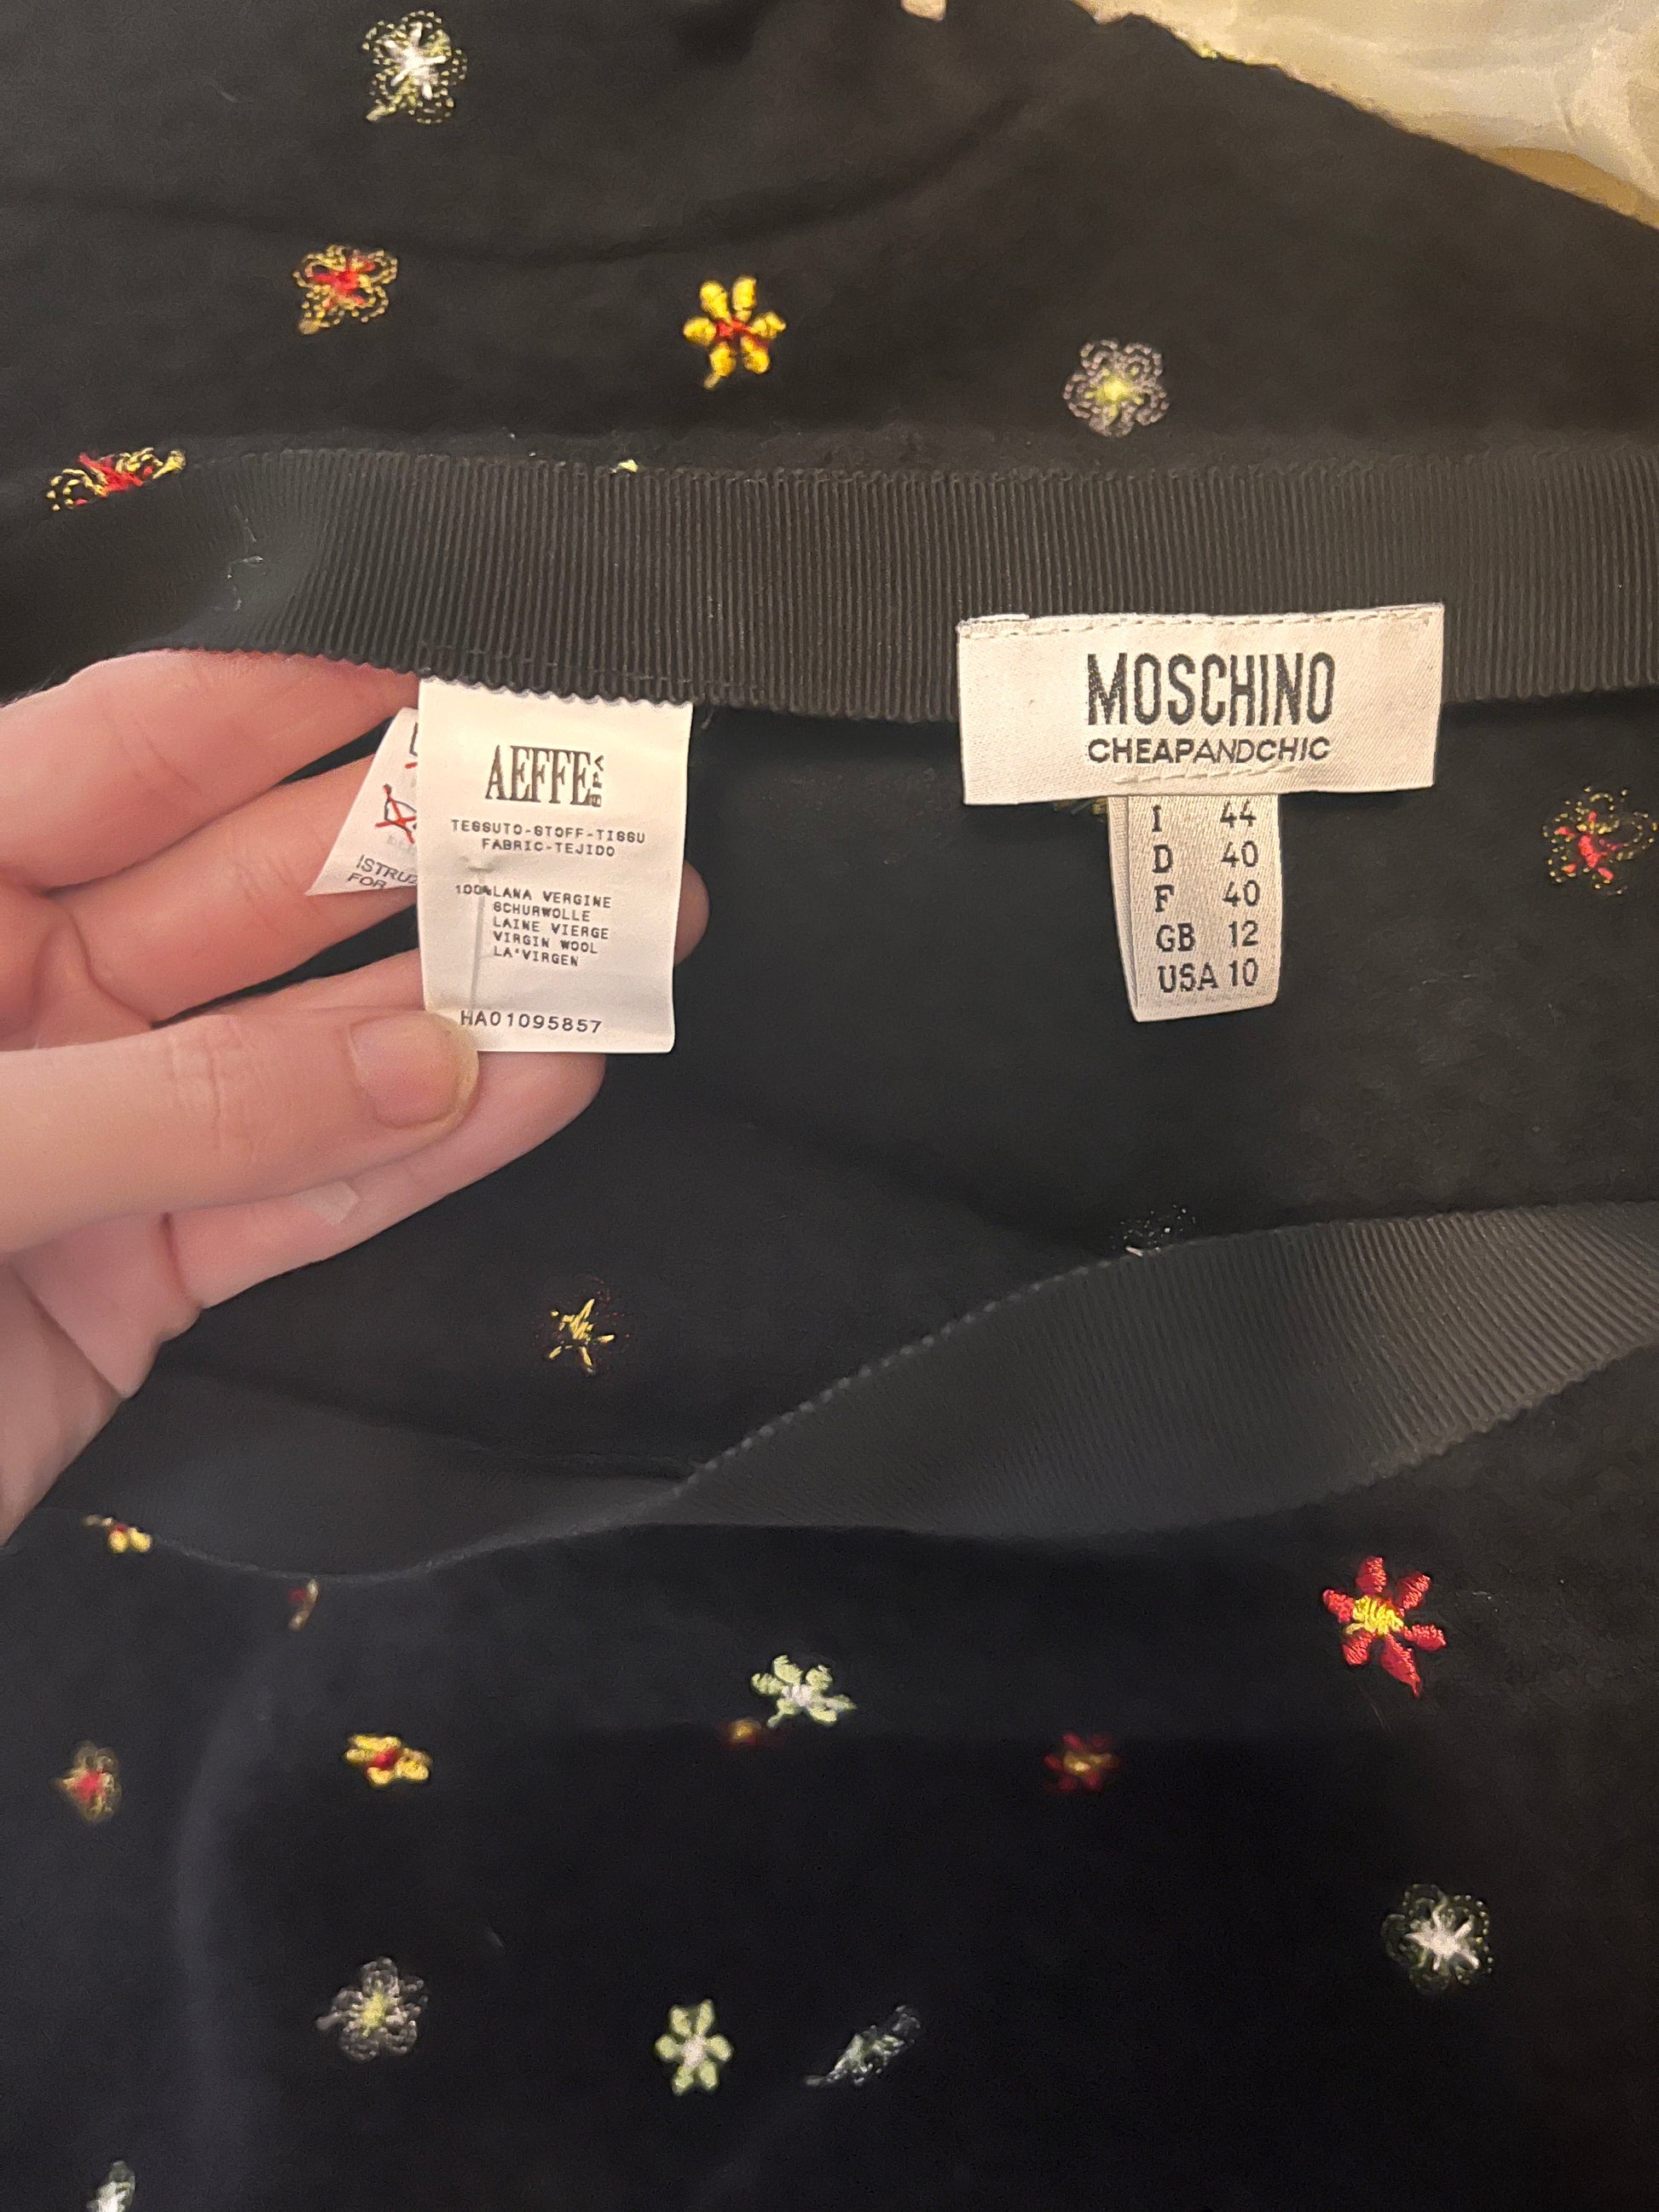 MOSCHINO
CHEAPANDCHIC
I 44
D 40
F 40
GB 12
USA 10
AEFFE SPA
TESSUTO-STOFF-TISSU
FABRIC-TEJIDO
100%LANA VERGINE
SCHURWOLLE
LAINE VIERGE
VIRGIN WOOL
LA'VIRGEN
HA01095857
FOR